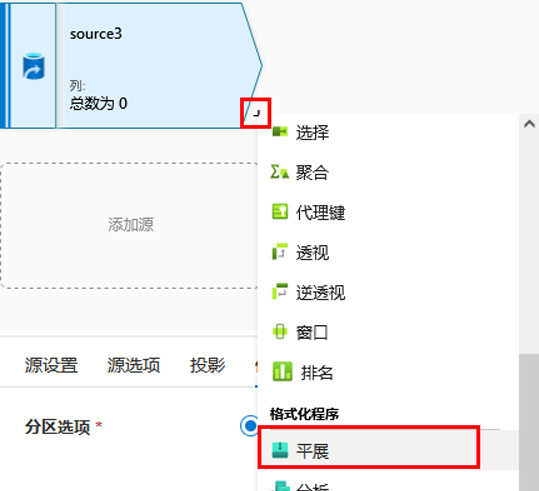 source3
列:
总数为 0
添加源
选择
聚合
代理键
透视
逆透视
窗口
排名
格式化程序
平展
源设置 源选项 投影
分区选项 *